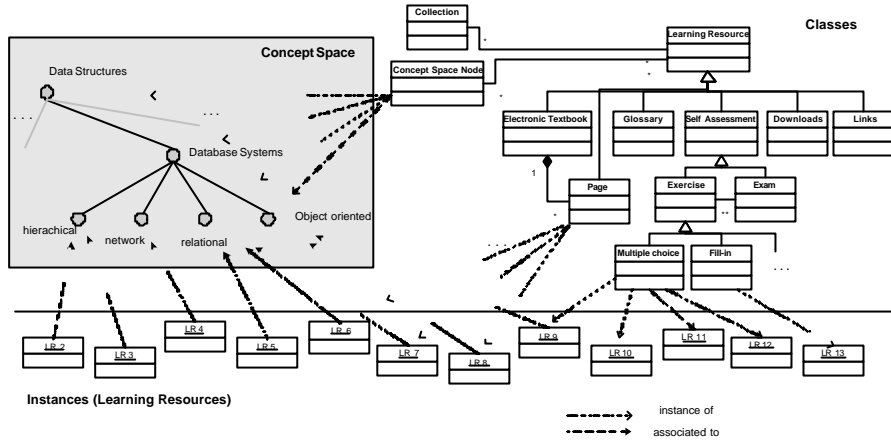 Collection
Classes
Learning Resource
*
Concept Space
Concept Space Node
*
*
*
Data Structures
. . .
. . .
Electronic Textbook
Glossary
Self Assessment
Downloads
Links
Database Systems
1
Page
Exercise
Exam
**
*
hierachical
network
relational
Object oriented
. . .
Multiple choice
Fill-in
. . .
LR 2
LR 3
LR 4
LR 5
LR 6
LR 7
LR 8
LR 9
LR 10
LR 11
LR 12
LR 13
Instances (Learning Resources)
instance of
associated to